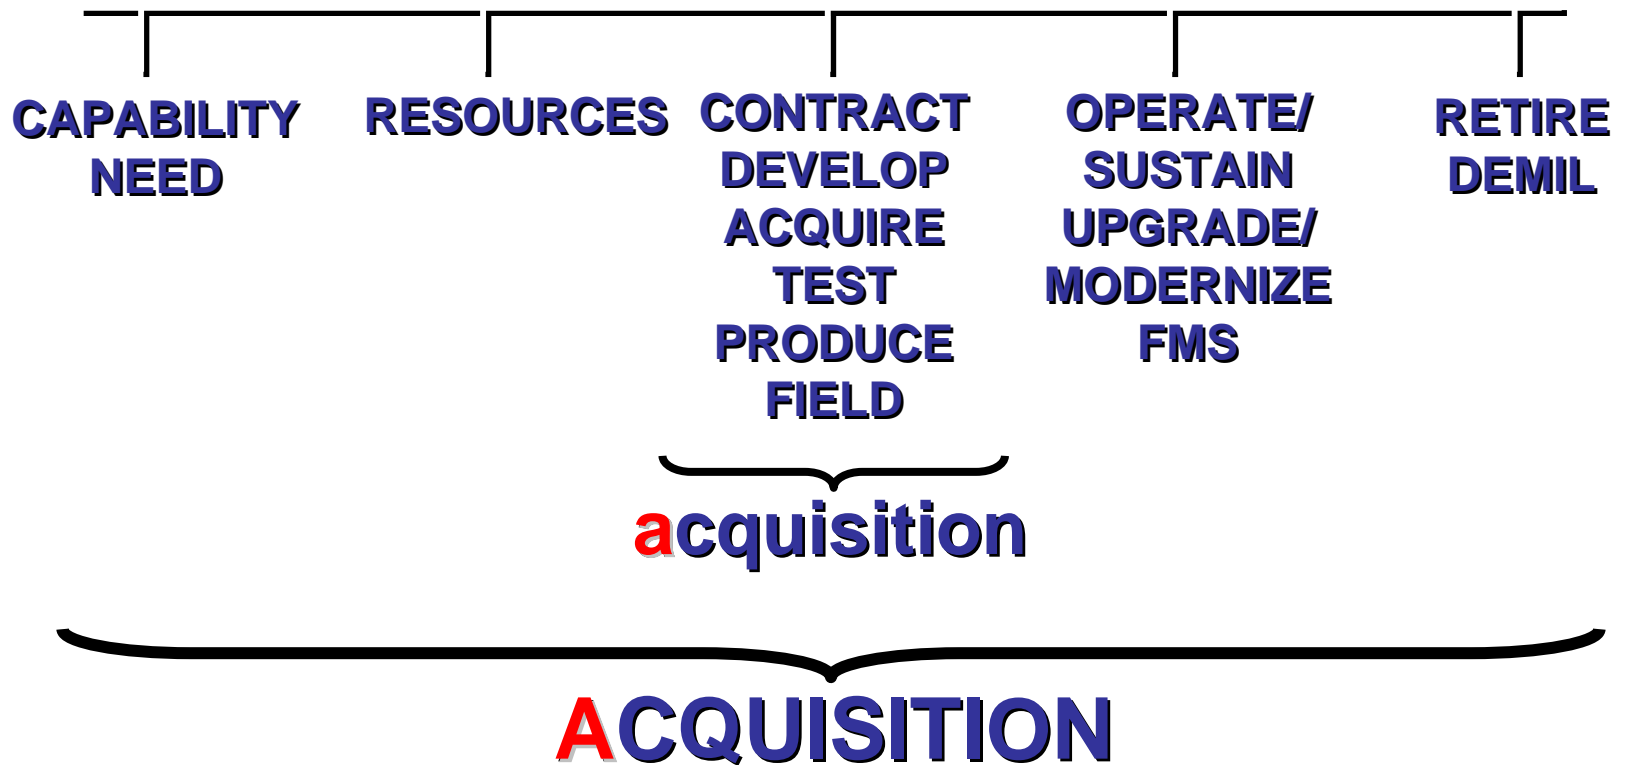 CAPABILITY
NEED
RESOURCES
CONTRACT
DEVELOP
ACQUIRE
TEST
PRODUCE
FIELD
OPERATE/
SUSTAIN
UPGRADE/
MODERNIZE
FMS
RETIRE
DEMIL
acquisition
ACQUISITION